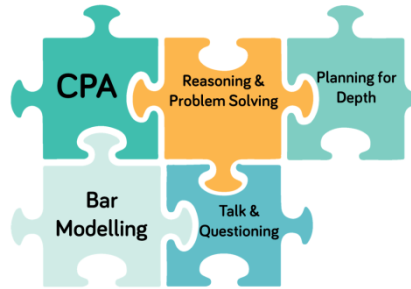 CPA
Reasoning &
Problem Solving
Planning for
Depth
Bar
Modelling
Talk &
Questioning